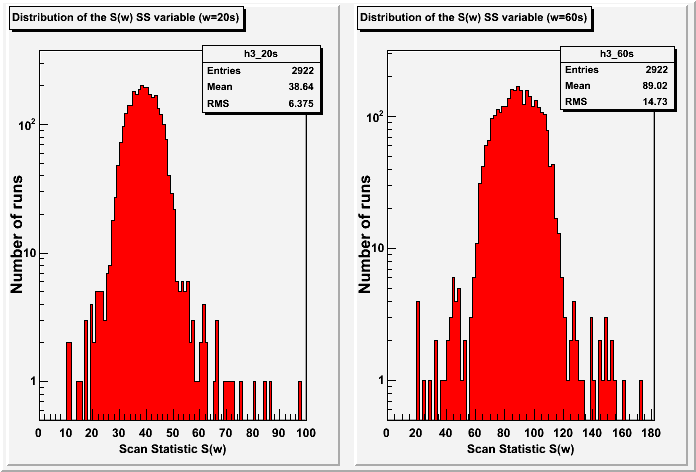 Distribution of the S(w) SS variable (w=20s)
h3_20s
Entries 2922
Mean 38.64
RMS 6.375
Number of runs
10²
10
1
0 10 20 30 40 50 60 70 80 90 100
Scan Statistic S(w)
Distribution of the S(w) SS variable (w=60s)
h3_60s
Entries 2922
Mean 89.02
RMS 14.73
Number of runs
10²
10
1
0 20 40 60 80 100 120 140 160 180
Scan Statistic S(w)